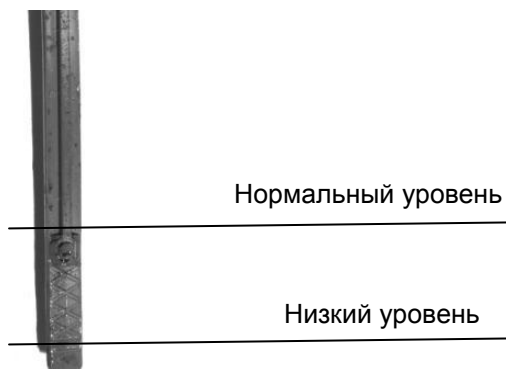 Нормальный уровень
Низкий уровень